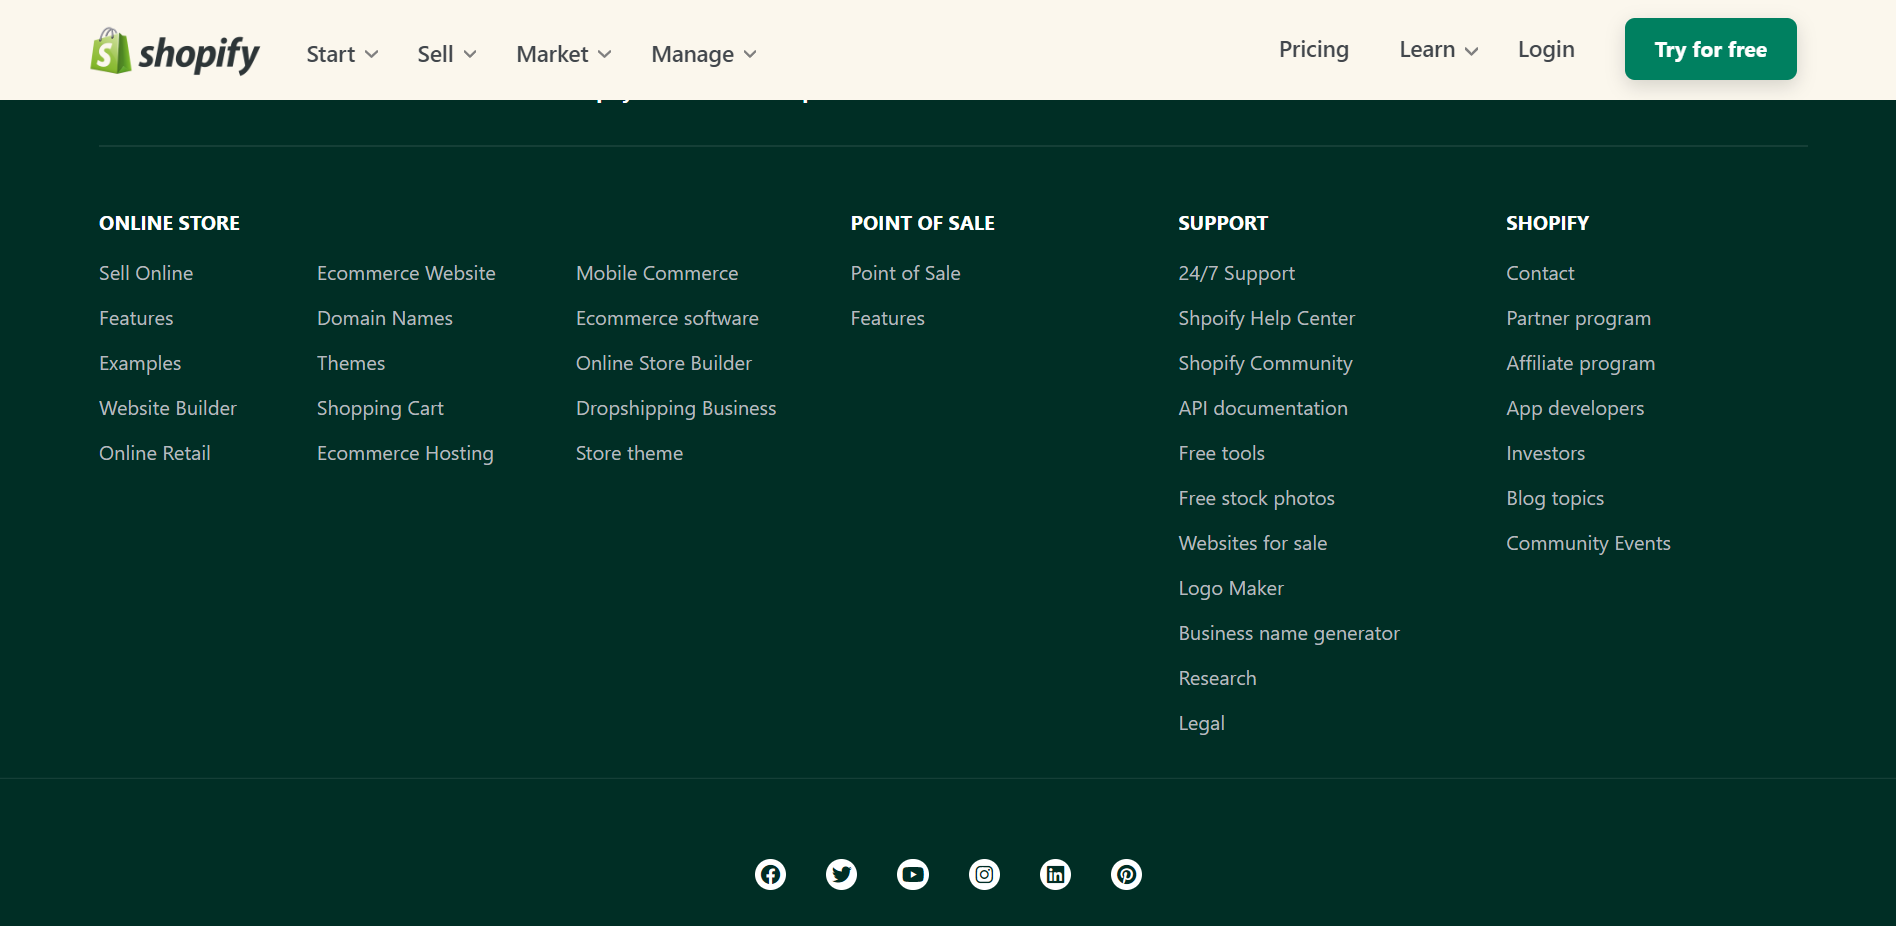 shopify
Start
Sell
Market
Manage
Pricing
Learn
Login
Try for free
ONLINE STORE
Sell Online
Features
Examples
Website Builder
Online Retail
Ecommerce Website
Domain Names
Themes
Shopping Cart
Ecommerce Hosting
Mobile Commerce
Ecommerce software
Online Store Builder
Dropshipping Business
Store theme
POINT OF SALE
Point of Sale
Features
SUPPORT
24/7 Support
Shpoify Help Center
Shopify Community
API documentation
Free tools
Free stock photos
Websites for sale
Logo Maker
Business name generator
Research
Legal
SHOPIFY
Contact
Partner program
Affiliate program
App developers
Investors
Blog topics
Community Events